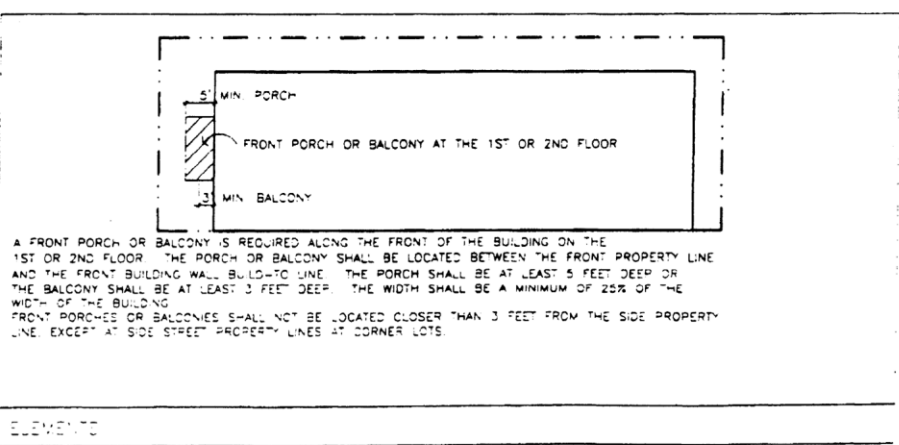 5' MIN. PORCH
FRONT PORCH OR BALCONY AT THE 1ST OR 2ND FLOOR
3' MIN. BALCONY
A FRONT PORCH OR BALCONY IS REQUIRED ALONG THE FRONT OF THE BUILDING ON THE
1ST OR 2ND FLOOR. THE PORCH OR BALCONY SHALL BE LOCATED BETWEEN THE FRONT PROPERTY LINE
AND THE FRONT BUILDING WALL BUILD-TO LINE. THE PORCH SHALL BE AT LEAST 5 FEET DEEP OR
THE BALCONY SHALL BE AT LEAST 3 FEET DEEP. THE WIDTH SHALL BE A MINIMUM OF 25% OF THE
WIDTH OF THE BUILDING
FRONT PORCHES OR BALCONIES SHALL NOT BE LOCATED CLOSER THAN 3 FEET FROM THE SIDE PROPERTY
LINE, EXCEPT AT SIDE STREET PROPERTY LINES AT CORNER LOTS.
ELEMENTS